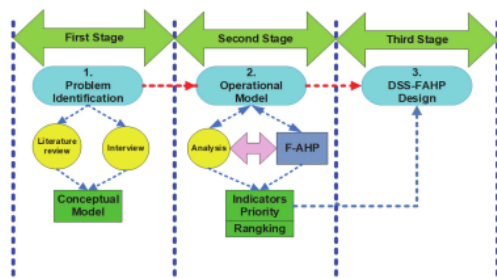 First Stage
Second Stage
Third Stage
1.
Problem
Identification
2.
Operational
Model
3.
DSS-FAHP
Design
Literature
review
Interview
Analysis
F-AHP
Conceptual
Model
Indicators
Priority
Rangking